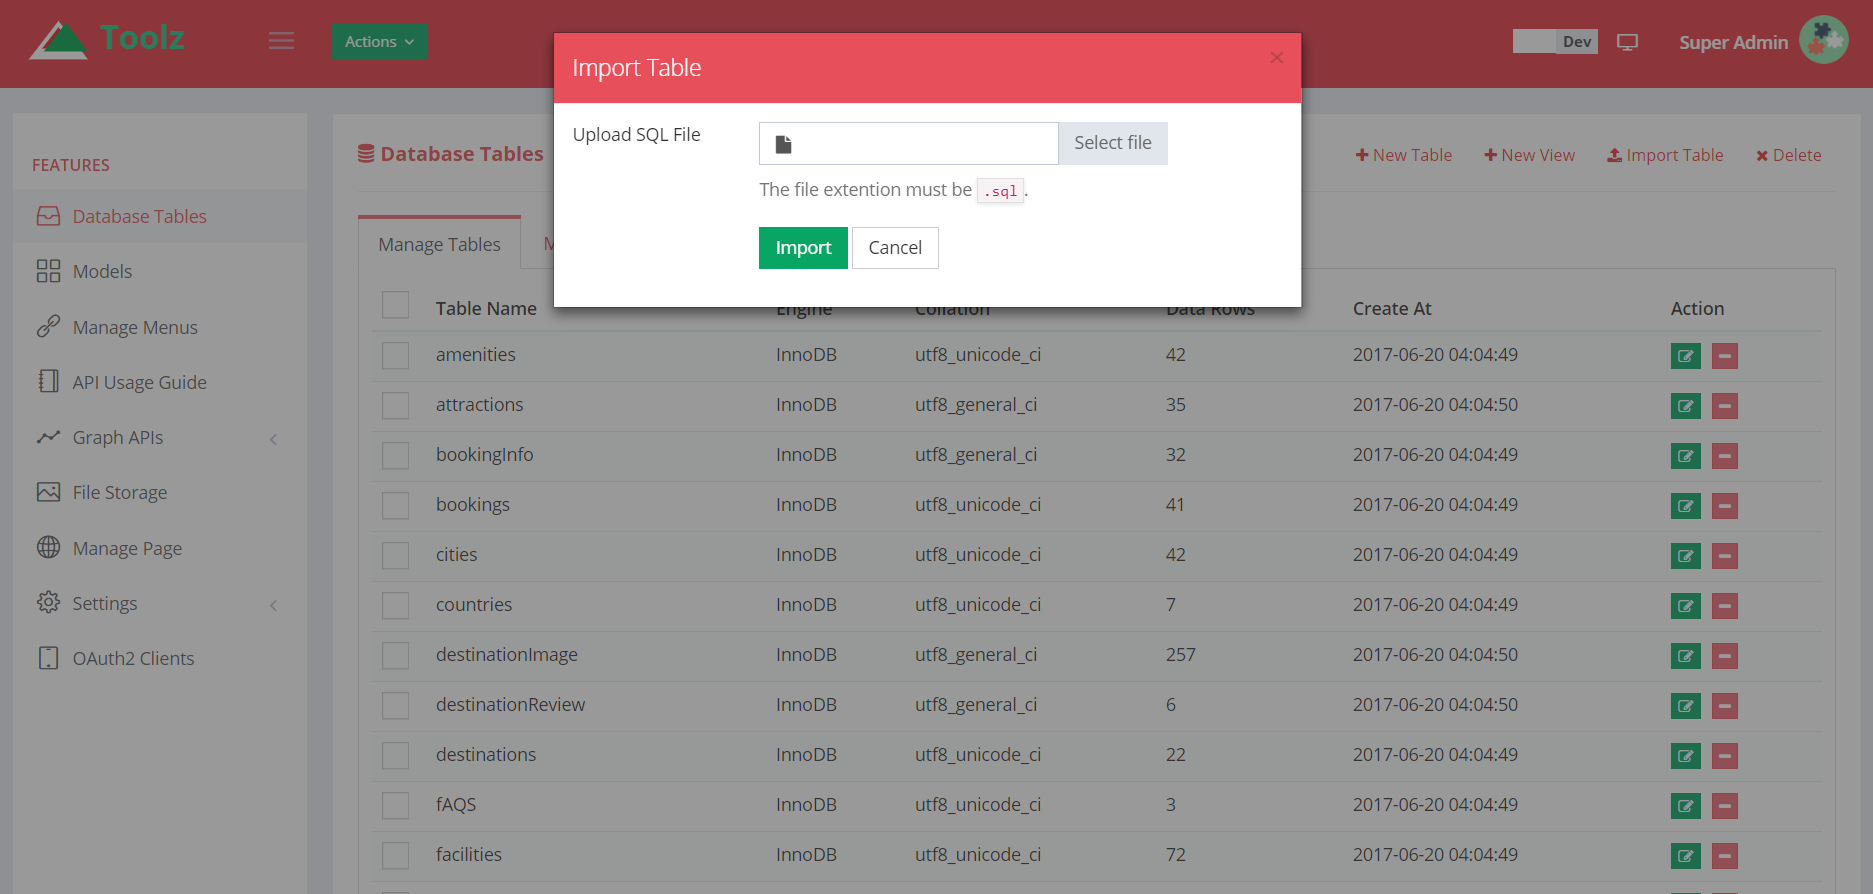 Toolz
Actions
Dev
Super Admin
Import Table
×
Upload SQL File
Select file
The file extention must be .sql.
Import
Cancel
FEATURES
Database Tables
Models
Manage Menus
API Usage Guide
Graph APIs
File Storage
Manage Page
Settings
OAuth2 Clients
Database Tables
New Table
New View
Import Table
Delete
Manage Tables
Table Name Engine Collation Data Rows Create At Action
amenities InnoDB utf8_unicode_ci 42 2017-06-20 04:04:49
attractions InnoDB utf8_general_ci 35 2017-06-20 04:04:50
bookingInfo InnoDB utf8_general_ci 32 2017-06-20 04:04:49
bookings InnoDB utf8_unicode_ci 41 2017-06-20 04:04:49
cities InnoDB utf8_unicode_ci 42 2017-06-20 04:04:49
countries InnoDB utf8_unicode_ci 7 2017-06-20 04:04:49
destinationImage InnoDB utf8_general_ci 257 2017-06-20 04:04:50
destinationReview InnoDB utf8_general_ci 6 2017-06-20 04:04:50
destinations InnoDB utf8_unicode_ci 22 2017-06-20 04:04:49
fAQS InnoDB utf8_unicode_ci 3 2017-06-20 04:04:49
facilities InnoDB utf8_unicode_ci 72 2017-06-20 04:04:49